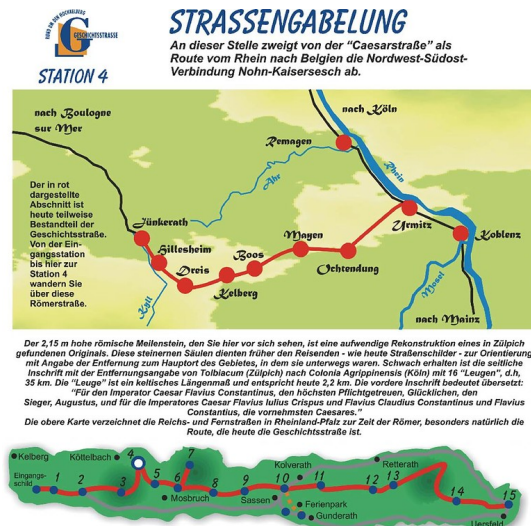 RUND UM DEN HOCHKELBERG
GESCHICHTSSTRASSE
STATION 4
STRASSENGABELUNG
An dieser Stelle zweigt von der "Caesarstraße" als
Route vom Rhein nach Belgien die Nordwest-Südost-
Verbindung Nohn-Kaisersesch ab.
nach Boulogne
sur Mer
nach Köln
Remagen
Rhein
Ahr
Der in rot
dargestellte
Abschnitt ist
heute teilweise
Bestandteil der
Geschichtsstraße.
Von der Ein-
gangsstation
bis hier zur
Station 4
wandern Sie
über diese
Römerstraße.
Jünkerath
Hillesheim
Dreis
Kyll
Kelberg
Boos
Mayen
Ochtendung
Urmitz
Koblenz
Mosel
nach Mainz
Der 2,15 m hohe römische Meilenstein, den Sie hier vor sich sehen, ist eine aufwendige Rekonstruktion eines in Zülpich
gefundenen Originals. Diese steinernen Säulen dienten früher den Reisenden - wie heute Straßenschilder - zur Orientierung
mit Angabe der Entfernung zum Hauptort des Gebietes, in dem sie unterwegs waren. Schwach erhalten ist die seitliche
Inschrift mit der Entfernungsangabe von Tolbiacum (Zülpich) nach Colonia Agrippinensis (Köln) mit 16 "Leugen", d.h,
35 km. Die "Leuge" ist ein keltisches Längenmaß und entspricht heute 2,2 km. Die vordere Inschrift bedeutet übersetzt:
"Für den Imperator Caesar Flavius Constantinus, den höchsten Pflichtgetreuen, Glücklichen, den
Sieger, Augustus, und für die Imperatores Caesar Flavius Iulius Crispus und Flavius Claudius Constantinus und Flavius
Constantius, die vornehmsten Caesares."
Die obere Karte verzeichnet die Reichs- und Fernstraßen in Rheinland-Pfalz zur Zeit der Römer, besonders natürlich die
Route, die heute die Geschichtsstraße ist.
Kelberg
Köttelbach
Eingangs-
schild
1
2
3
4
5
6
7
Mosbruch
8
9
Sassen
10
Kolverath
11
Ferienpark
Gunderath
Retterath
12
13
14
15
Uersfeld